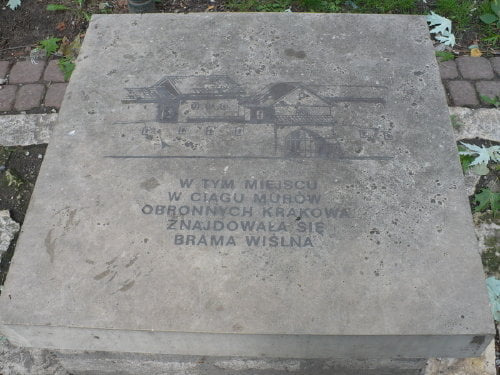 W TYM MIEJSCU
W CIĄGU MURÓW
OBRONNYCH KRAKOWA
ZNAJDOWAŁA SIĘ
BRAMA WIŚLNA